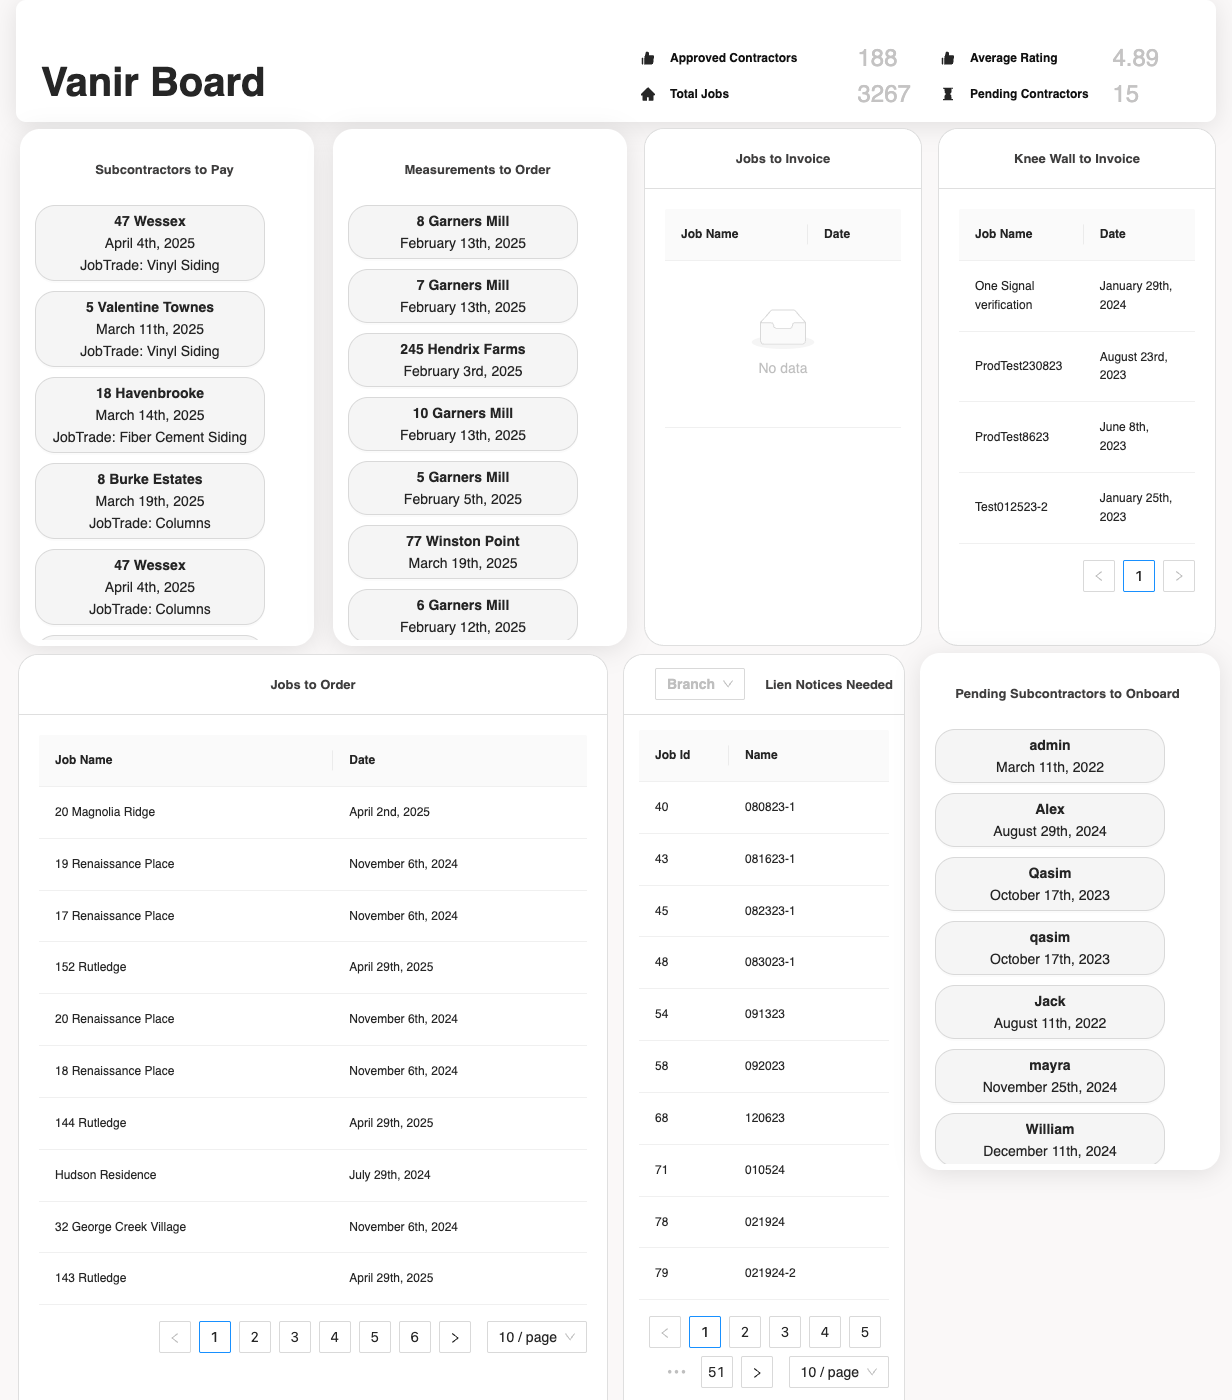 Vanir Board
Approved Contractors 188
Average Rating 4.89
Total Jobs 3267
Pending Contractors 15
Subcontractors to Pay
47 Wessex
April 4th, 2025
JobTrade: Vinyl Siding
5 Valentine Townes
March 11th, 2025
JobTrade: Vinyl Siding
18 Havenbrooke
March 14th, 2025
JobTrade: Fiber Cement Siding
8 Burke Estates
March 19th, 2025
JobTrade: Columns
47 Wessex
April 4th, 2025
JobTrade: Columns
Measurements to Order
8 Garners Mill
February 13th, 2025
7 Garners Mill
February 13th, 2025
245 Hendrix Farms
February 3rd, 2025
10 Garners Mill
February 13th, 2025
5 Garners Mill
February 5th, 2025
77 Winston Point
March 19th, 2025
6 Garners Mill
February 12th, 2025
Jobs to Invoice
Job Name Date
No data
Knee Wall to Invoice
Job Name Date
One Signal verification January 29th, 2024
ProdTest230823 August 23rd, 2023
ProdTest8623 June 8th, 2023
Test012523-2 January 25th, 2023
< 1 >
Jobs to Order
Job Name Date
20 Magnolia Ridge April 2nd, 2025
19 Renaissance Place November 6th, 2024
17 Renaissance Place November 6th, 2024
152 Rutledge April 29th, 2025
20 Renaissance Place November 6th, 2024
18 Renaissance Place November 6th, 2024
144 Rutledge April 29th, 2025
Hudson Residence July 29th, 2024
32 George Creek Village November 6th, 2024
143 Rutledge April 29th, 2025
< 1 2 3 4 5 6 > 10 / page
Branch Lien Notices Needed
Job Id Name
40 080823-1
43 081623-1
45 082323-1
48 083023-1
54 091323
58 092023
68 120623
71 010524
78 021924
79 021924-2
< 1 2 3 4 5
••• 51 > 10 / page
Pending Subcontractors to Onboard
admin
March 11th, 2022
Alex
August 29th, 2024
Qasim
October 17th, 2023
qasim
October 17th, 2023
Jack
August 11th, 2022
mayra
November 25th, 2024
William
December 11th, 2024